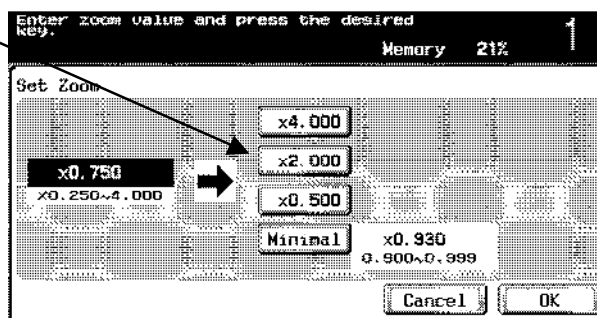 Enter zoom value and press the desired
key.
Memory 21% 1
Set Zoom
x4.000
x0.750
x2.000
x0.250~4.000
x0.500
Minimal x0.930
0.900~0.999
Cancel OK